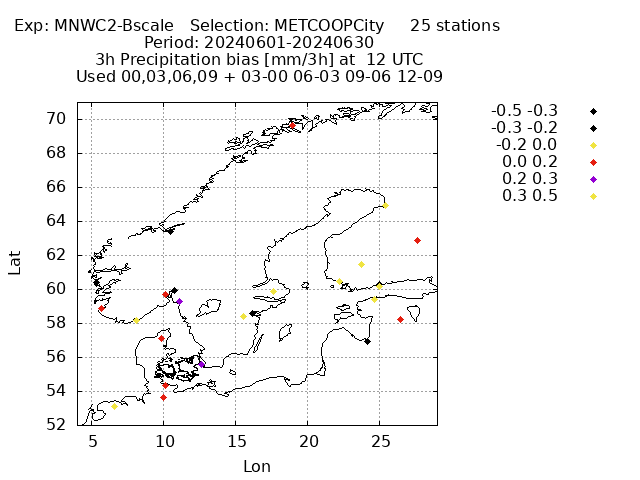 Exp: MNWC2-Bscale   Selection: METCOOPCity     25 stations
Period: 20240601-20240630
3h Precipitation bias [mm/3h] at  12 UTC
Used 00,03,06,09 + 03-00 06-03 09-06 12-09
-0.5 -0.3
-0.3 -0.2
-0.2 0.0
0.0 0.2
0.2 0.3
0.3 0.5
70
68
66
64
62
60
58
56
54
52
Lat
5 10 15 20 25
Lon